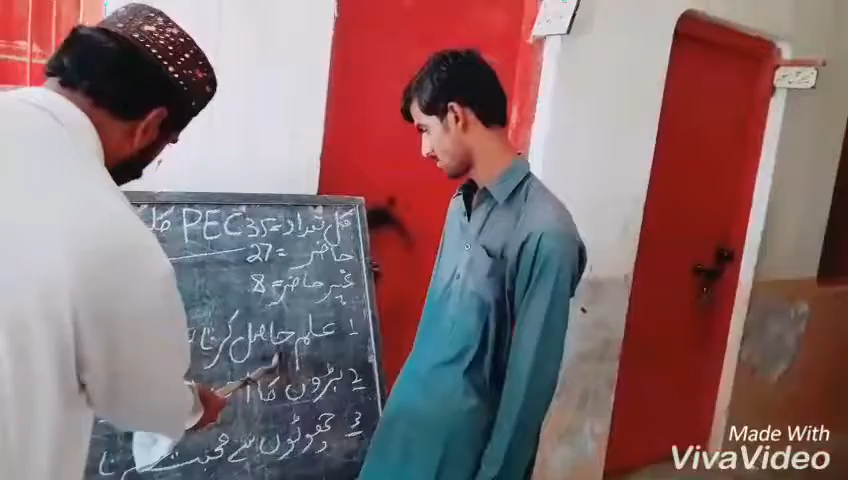 کل تعداد=35 PEC
حاضر=27
غیر حاضر=8
1 علم حاصل کرنا
2 بڑوں کا
3 چھوٹوں سے محبت
Made With
VivaVideo